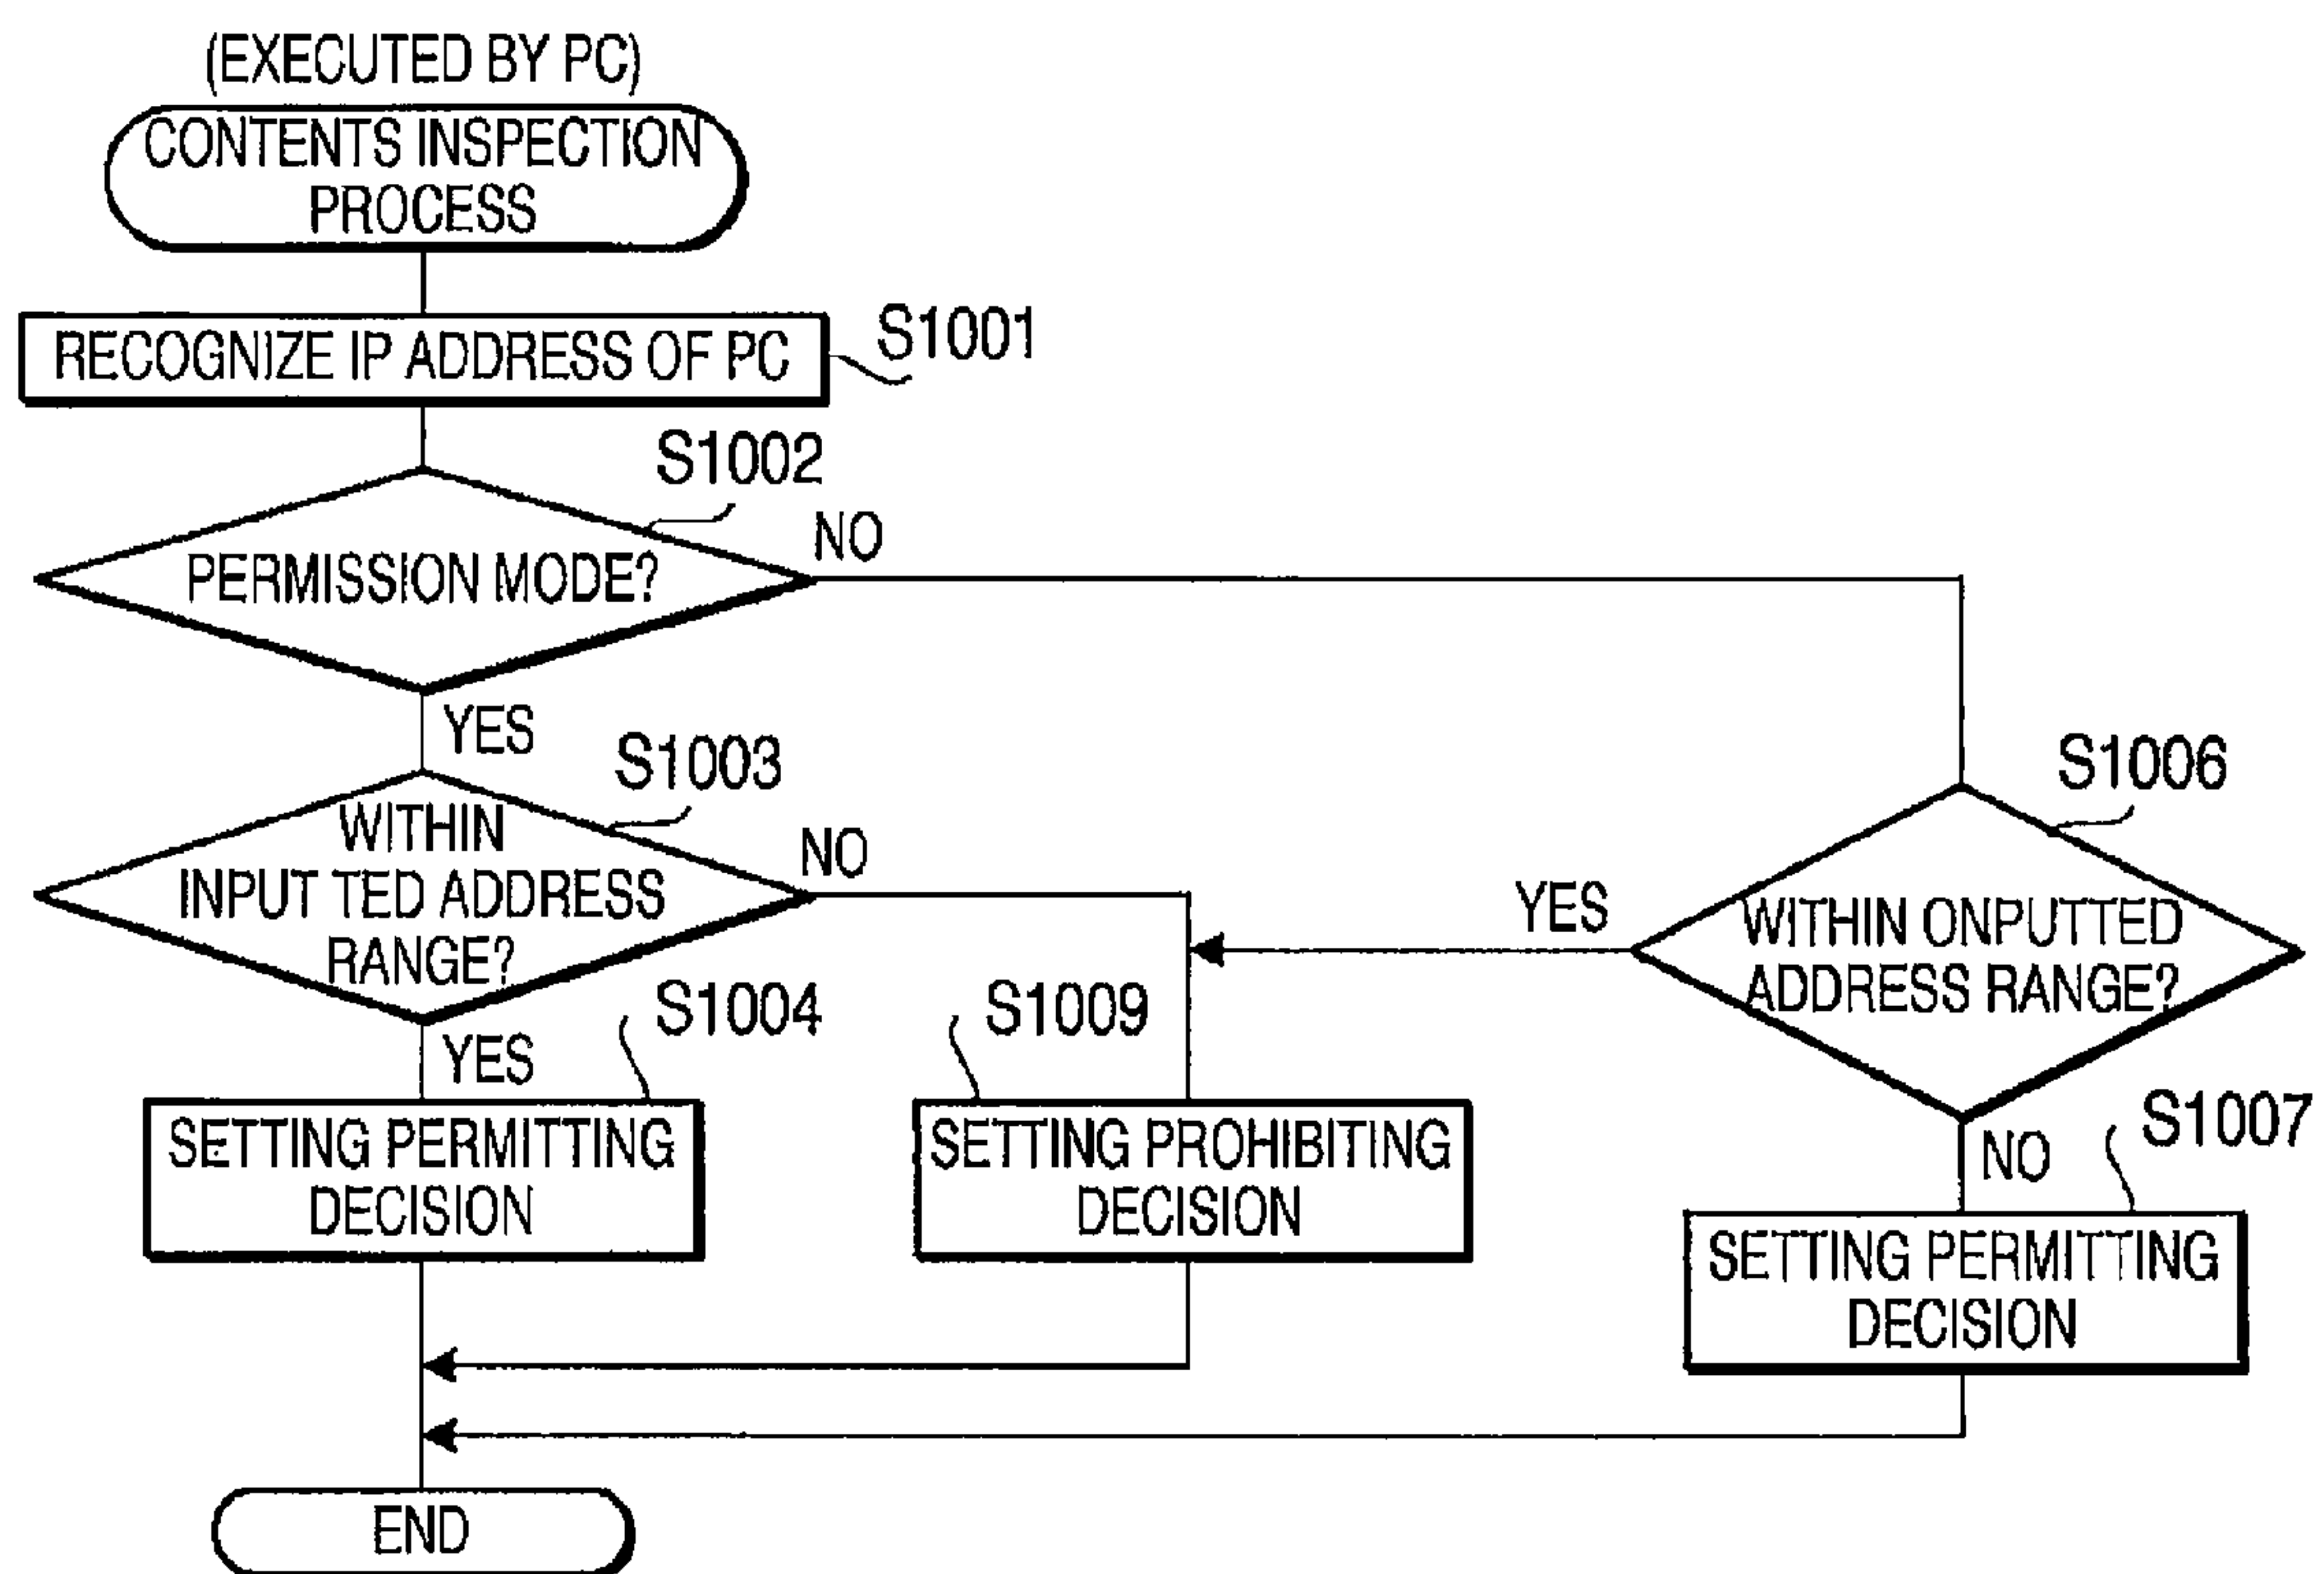 (EXECUTED BY PC)
CONTENTS INSPECTION
PROCESS
RECOGNIZE IP ADDRESS OF PC
S1001
S1002
PERMISSION MODE?
NO
YES
S1003
WITHIN
INPUT TED ADDRESS
RANGE?
NO
YES
S1006
WITHIN ONPUTTED
ADDRESS RANGE?
YES
NO
S1004
SETTING PERMITTING
DECISION
S1009
SETTING PROHIBITING
DECISION
S1007
SETTING PERMITTING
DECISION
END